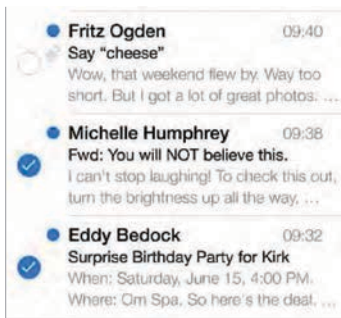 Fritz Ogden 09:40
Say “cheese”
Wow, that weekend flew by. Way too
short. But I got a lot of great photos. …
Michelle Humphrey 09:38
Fwd: You will NOT believe this.
I can't stop laughing! To check this out,
turn the brightness up all the way, …
Eddy Bedock 09:32
Surprise Birthday Party for Kirk
When: Saturday, June 15, 4:00 PM.
Where: Om Spa. So here's the deal. …